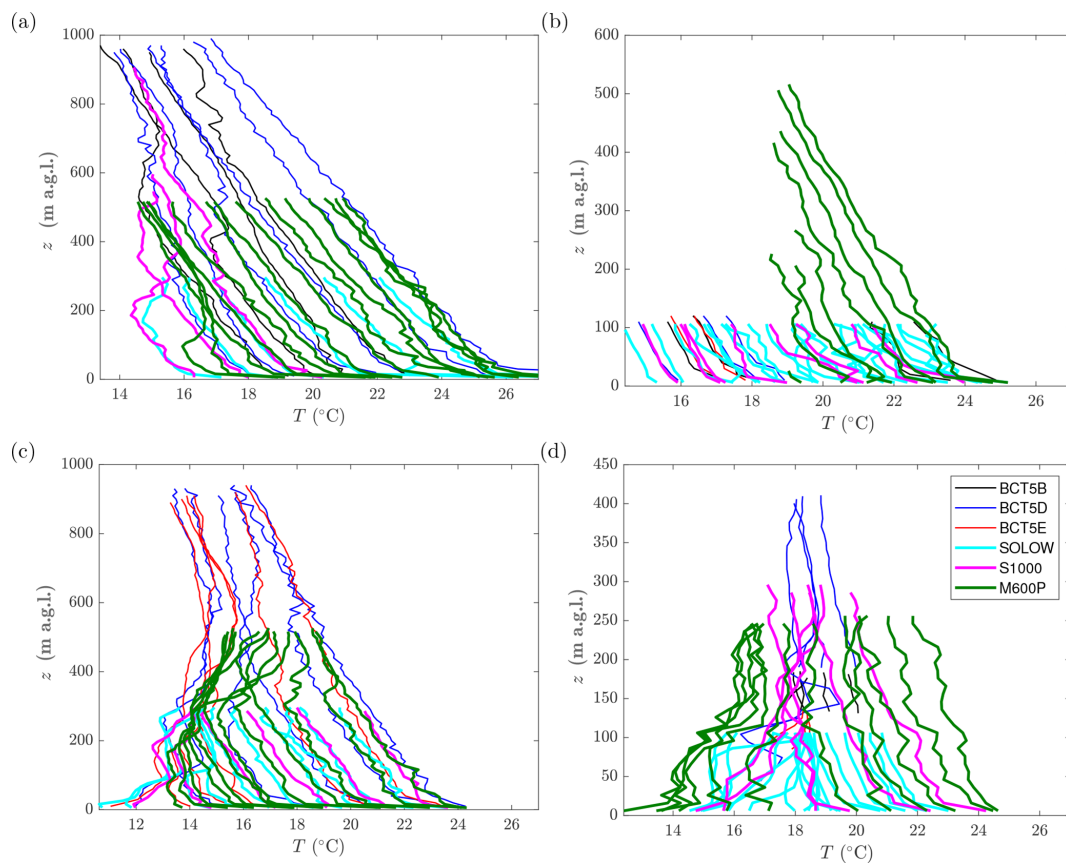 (a)
1000
800
600
400
200
0
z (m a.g.l.)
14 16 18 20 22 24 26
T (°C)
(b)
600
500
400
300
200
100
0
z (m a.g.l.)
16 18 20 22 24 26
T (°C)
(c)
1000
800
600
400
200
0
z (m a.g.l.)
12 14 16 18 20 22 24 26
T (°C)
(d)
450
400
350
300
250
200
150
100
50
0
z (m a.g.l.)
14 16 18 20 22 24 26
T (°C)
BCT5B
BCT5D
BCT5E
SOLOW
S1000
M600P